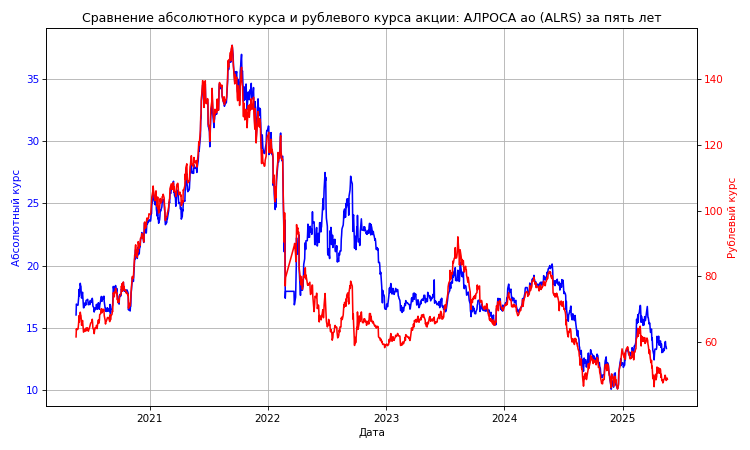 Сравнение абсолютного курса и рублевого курса акции: АЛРОСА ао (ALRS) за пять лет
Абсолютный курс
35
30
25
20
15
10
140
120
100
80
60
Рублевый курс
2021 2022 2023 2024 2025
Дата